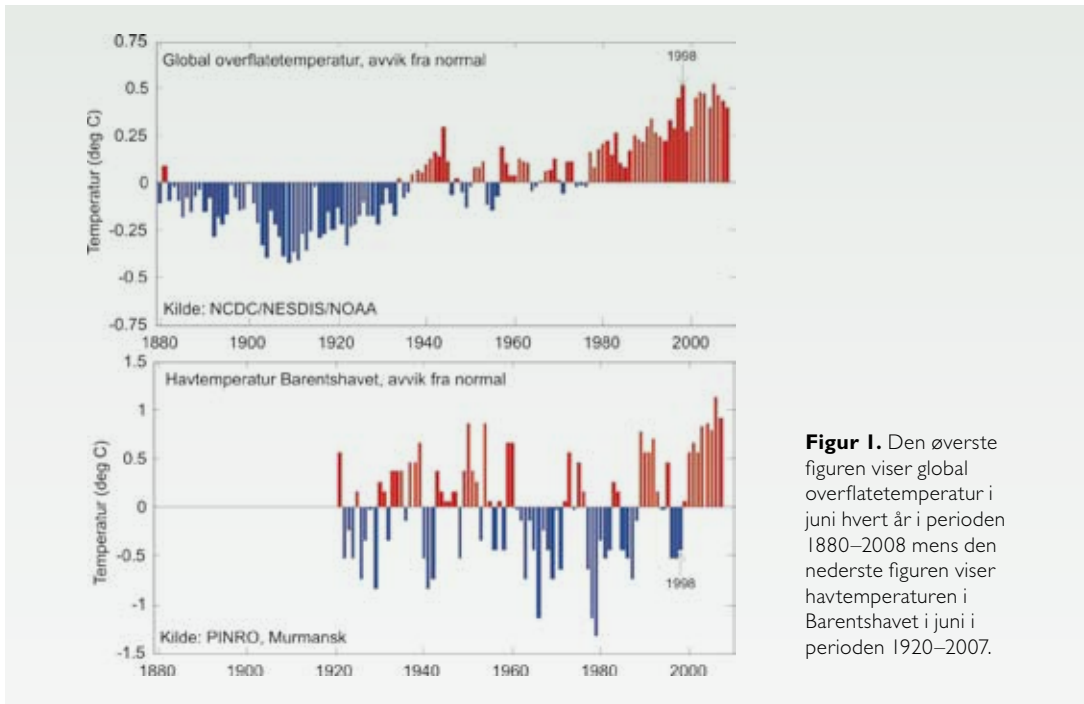 0.75
Global overflatetemperatur, avvik fra normal
1998
0.5
0.25
0
-0.25
-0.5
-0.75
Temperatur (deg C)
Kilde: NCDC/NESDIS/NOAA
1880 1900 1920 1940 1960 1980 2000
1.5
Havtemperatur Barentshavet, avvik fra normal
1
0.5
0
-0.5
-1
-1.5
Temperatur (deg C)
1998
Kilde: PINRO, Murmansk
1880 1900 1920 1940 1960 1980 2000
Figur 1. Den øverste
figuren viser global
overflatetemperatur i
juni hvert år i perioden
1880–2008 mens den
nederste figuren viser
havtemperaturen i
Barentshavet i juni i
perioden 1920–2007.